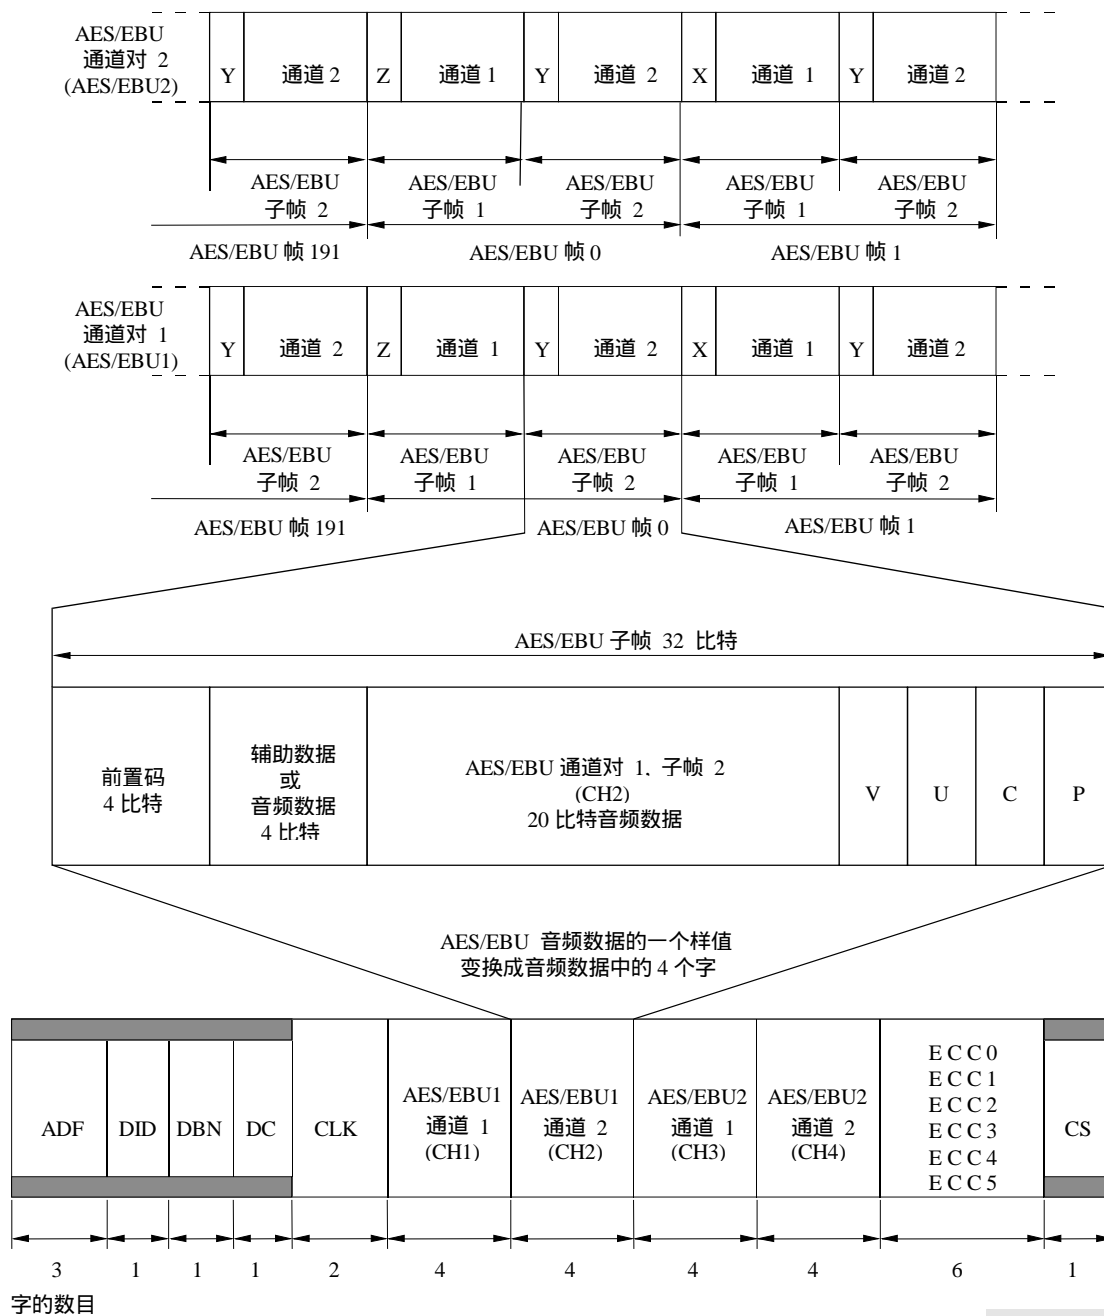 AES/EBU
通道对 2
(AES/EBU2)
Y 通道 2 Z 通道 1 Y 通道 2 X 通道 1 Y 通道 2
AES/EBU AES/EBU AES/EBU AES/EBU AES/EBU
子帧 2 子帧 1 子帧 2 子帧 1 子帧 2
AES/EBU 帧 191 AES/EBU 帧 0 AES/EBU 帧 1
AES/EBU
通道对 1
(AES/EBU1)
Y 通道 2 Z 通道 1 Y 通道 2 X 通道 1 Y 通道 2
AES/EBU AES/EBU AES/EBU AES/EBU AES/EBU
子帧 2 子帧 1 子帧 2 子帧 1 子帧 2
AES/EBU 帧 191 AES/EBU 帧 0 AES/EBU 帧 1
AES/EBU 子帧 32 比特
前置码
4 比特
辅助数据
或
音频数据
4 比特
AES/EBU 通道对 1, 子帧 2
(CH2)
20 比特音频数据
V U C P
AES/EBU 音频数据的一个样值
变换成音频数据中的 4 个字
ADF DID DBN DC CLK
AES/EBU1
通道 1
(CH1)
AES/EBU1
通道 2
(CH2)
AES/EBU2
通道 1
(CH3)
AES/EBU2
通道 2
(CH4)
ECC0
ECC1
ECC2
ECC3
ECC4
ECC5
CS
3 1 1 1 2 4 4 4 4 6 1
字的数目